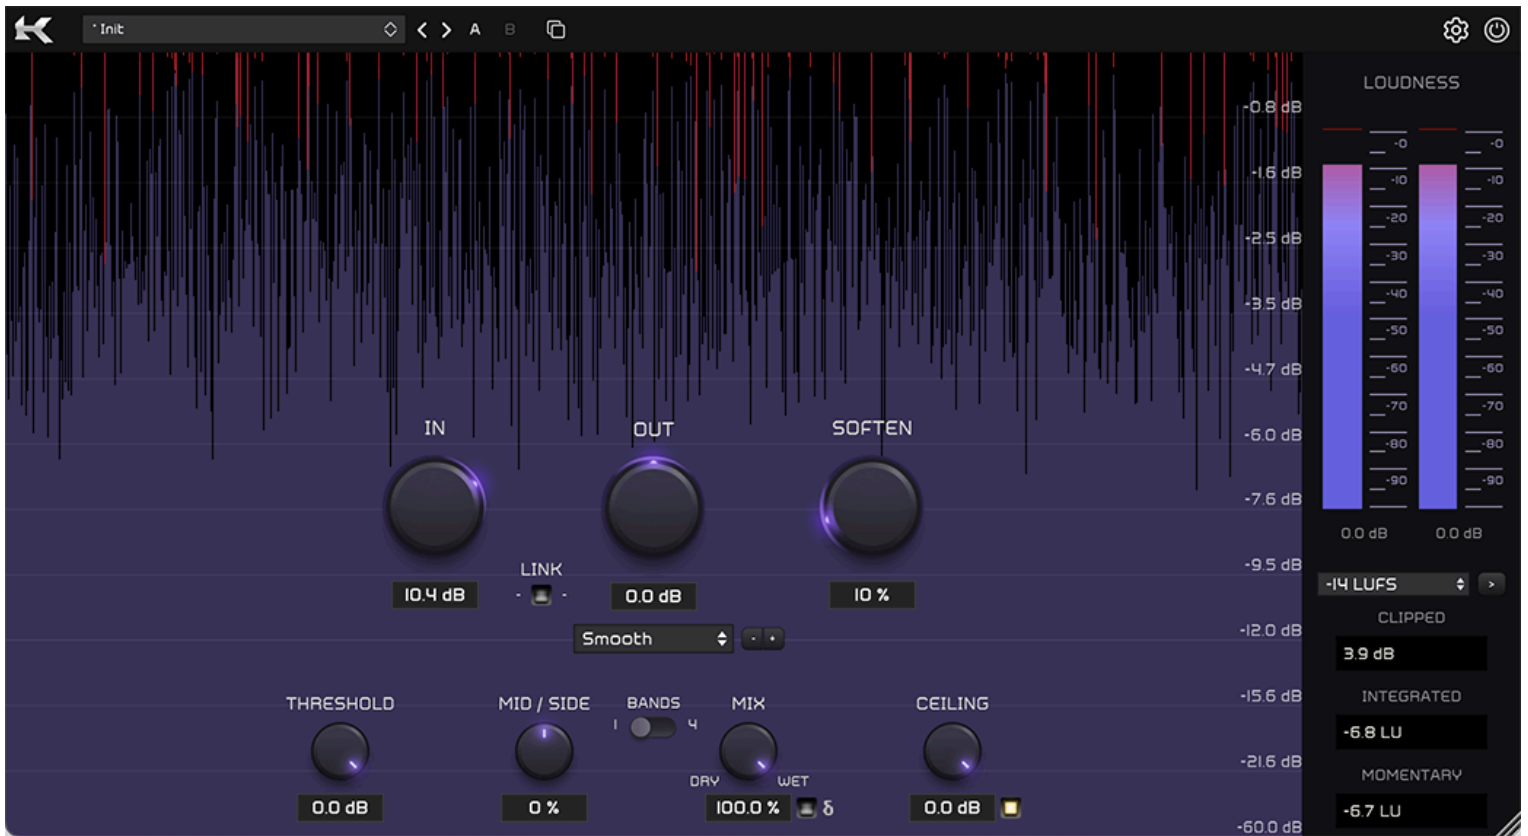 * Init
A B
LOUDNESS
-0.8 dB
-1.6 dB
-2.5 dB
-3.5 dB
-4.7 dB
-6.0 dB
-7.6 dB
-9.5 dB
-12.0 dB
-15.6 dB
-21.6 dB
-60.0 dB
-0 -0
-10 -10
-20 -20
-30 -30
-40 -40
-50 -50
-60 -60
-70 -70
-80 -80
-90 -90
0.0 dB 0.0 dB
IN OUT SOFTEN
LINK
10.4 dB - - 0.0 dB 10 %
Smooth - +
THRESHOLD MID / SIDE BANDS MIX CEILING
1 4
DRY WET
0.0 dB 0 % 100.0 % δ 0.0 dB
-14 LUFS >
CLIPPED
3.9 dB
INTEGRATED
-6.8 LU
MOMENTARY
-6.7 LU